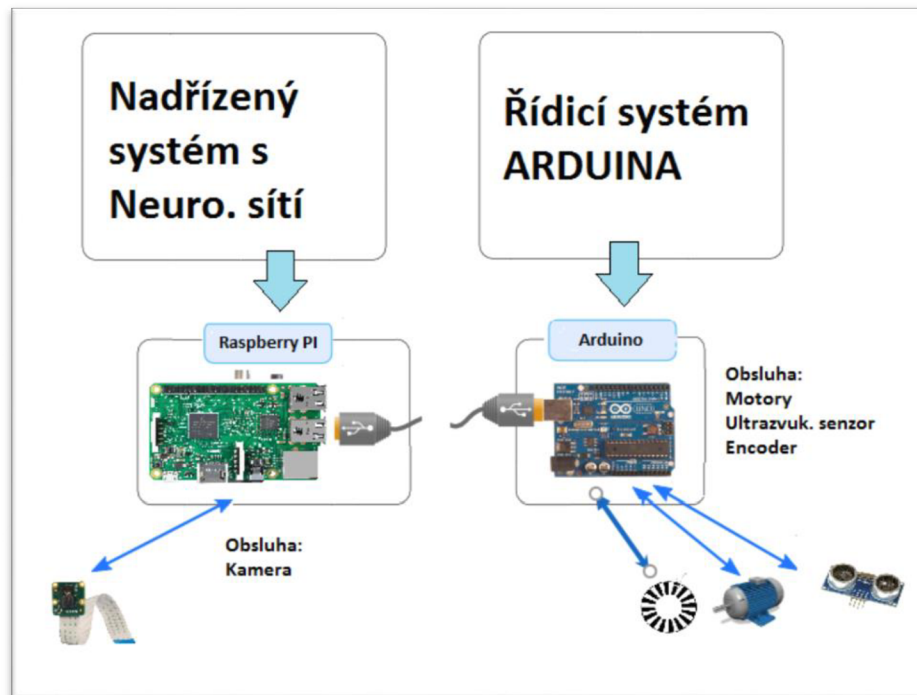 Nadřízený
systém s
Neuro. sítí
Řídicí systém
ARDUINA
Raspberry PI
Arduino
Obsluha:
Motory
Ultrazvuk. senzor
Encoder
Obsluha:
Kamera